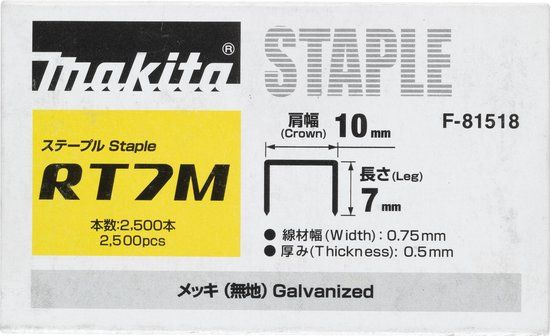 makita®
STAPLE
F-81518
ステープル Staple
RT7M
本数:2,500本
2,500pcs
肩幅
(Crown)
10mm
長さ(Leg)
7mm
● 線材幅(Width):0.75mm
● 厚み(Thickness):0.5mm
メッキ(無地)Galvanized